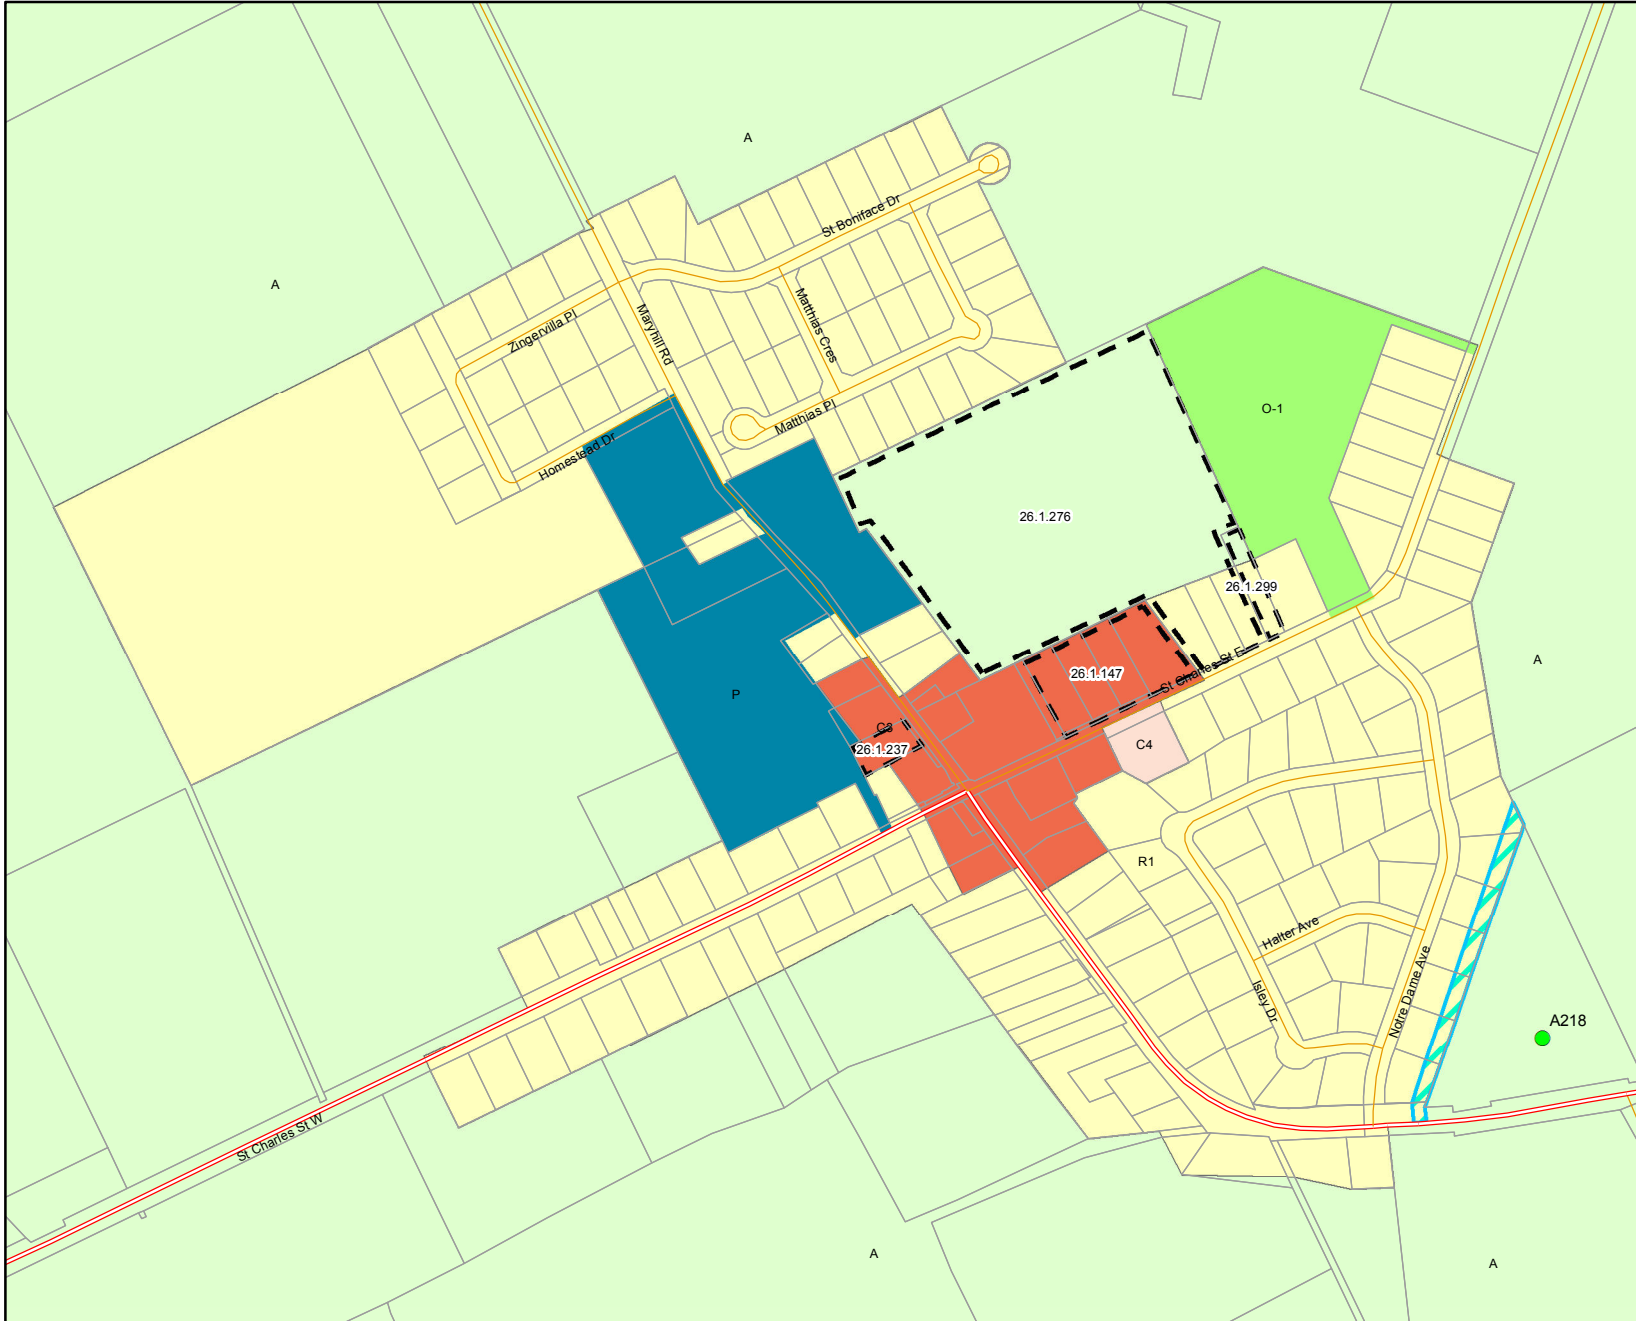 A
St Boniface Dr
A
Matthias Cres
Zingervilla Pl
Maryhill Rd
O-1
Matthias Pl
Homestead Dr
26.1.276
26.1.299
A
St Charles St E
26.1.147
P
C3
26.1.237
C4
R1
Halter Ave
Notre Dame Ave
Isley Dr
A218
St Charles St W
A
A